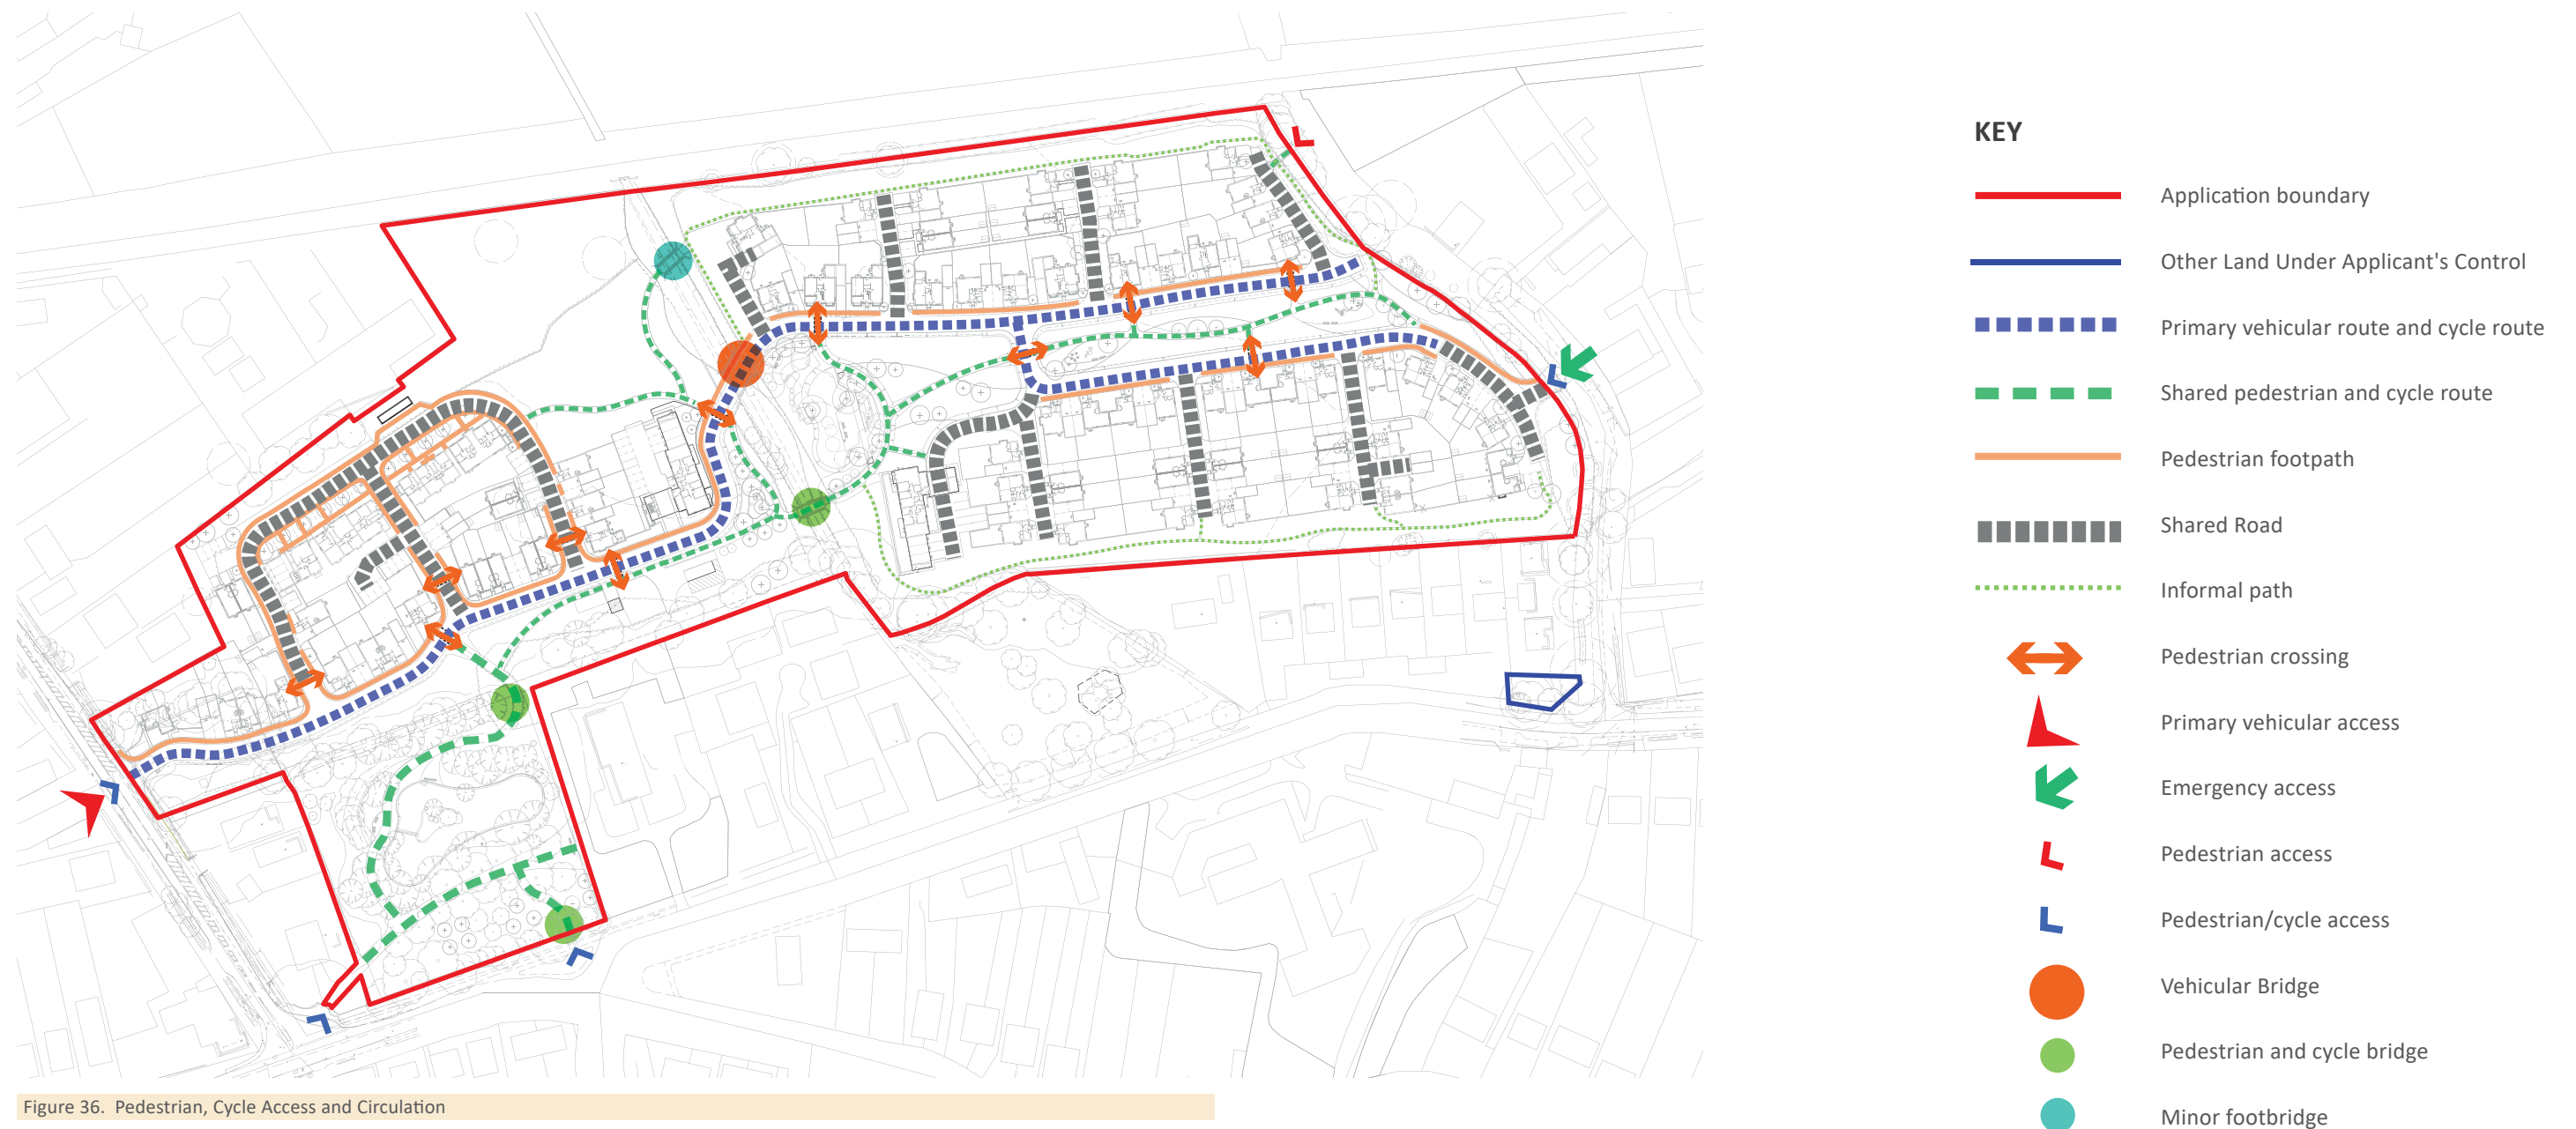 KEY
Application boundary
Other Land Under Applicant's Control
Primary vehicular route and cycle route
Shared pedestrian and cycle route
Pedestrian footpath
Shared Road
Informal path
Pedestrian crossing
Primary vehicular access
Emergency access
Pedestrian access
Pedestrian/cycle access
Vehicular Bridge
Pedestrian and cycle bridge
Minor footbridge
Figure 36. Pedestrian, Cycle Access and Circulation